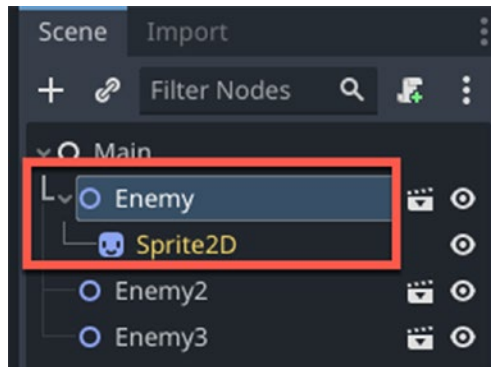 Scene Import
Filter Nodes
Main
Enemy
Sprite2D
Enemy2
Enemy3